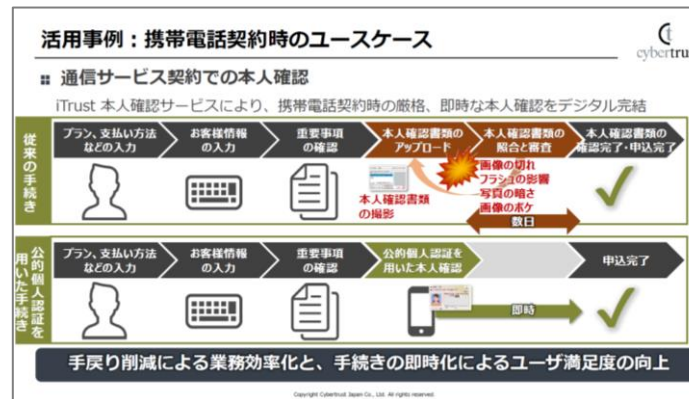 活用事例：携帯電話契約時のユースケース
cybertrus
通信サービス契約での本人確認
iTrust 本人確認サービスにより、携帯電話契約時の厳格、即時な本人確認をデジタル完結
従来の手続き
プラン、支払い方法
などの入力
お客様情報
の入力
重要事項
の確認
本人確認書類の
アップロード
本人確認書類の
照合と審査
本人確認書類の
確認完了・申込完了
本人確認書類
の撮影
画像の切れ
フラッシュの影響
写真の暗さ
画像のボケ
数日
公的個人認証を
用いた手続き
プラン、支払い方法
などの入力
お客様情報
の入力
重要事項
の確認
公的個人認証を
用いた本人確認
申込完了
即時
手戻り削減による業務効率化と、手続きの即時化によるユーザ満足度の向上
Copyright Cybertrust Japan Co., Ltd. All rights reserved.